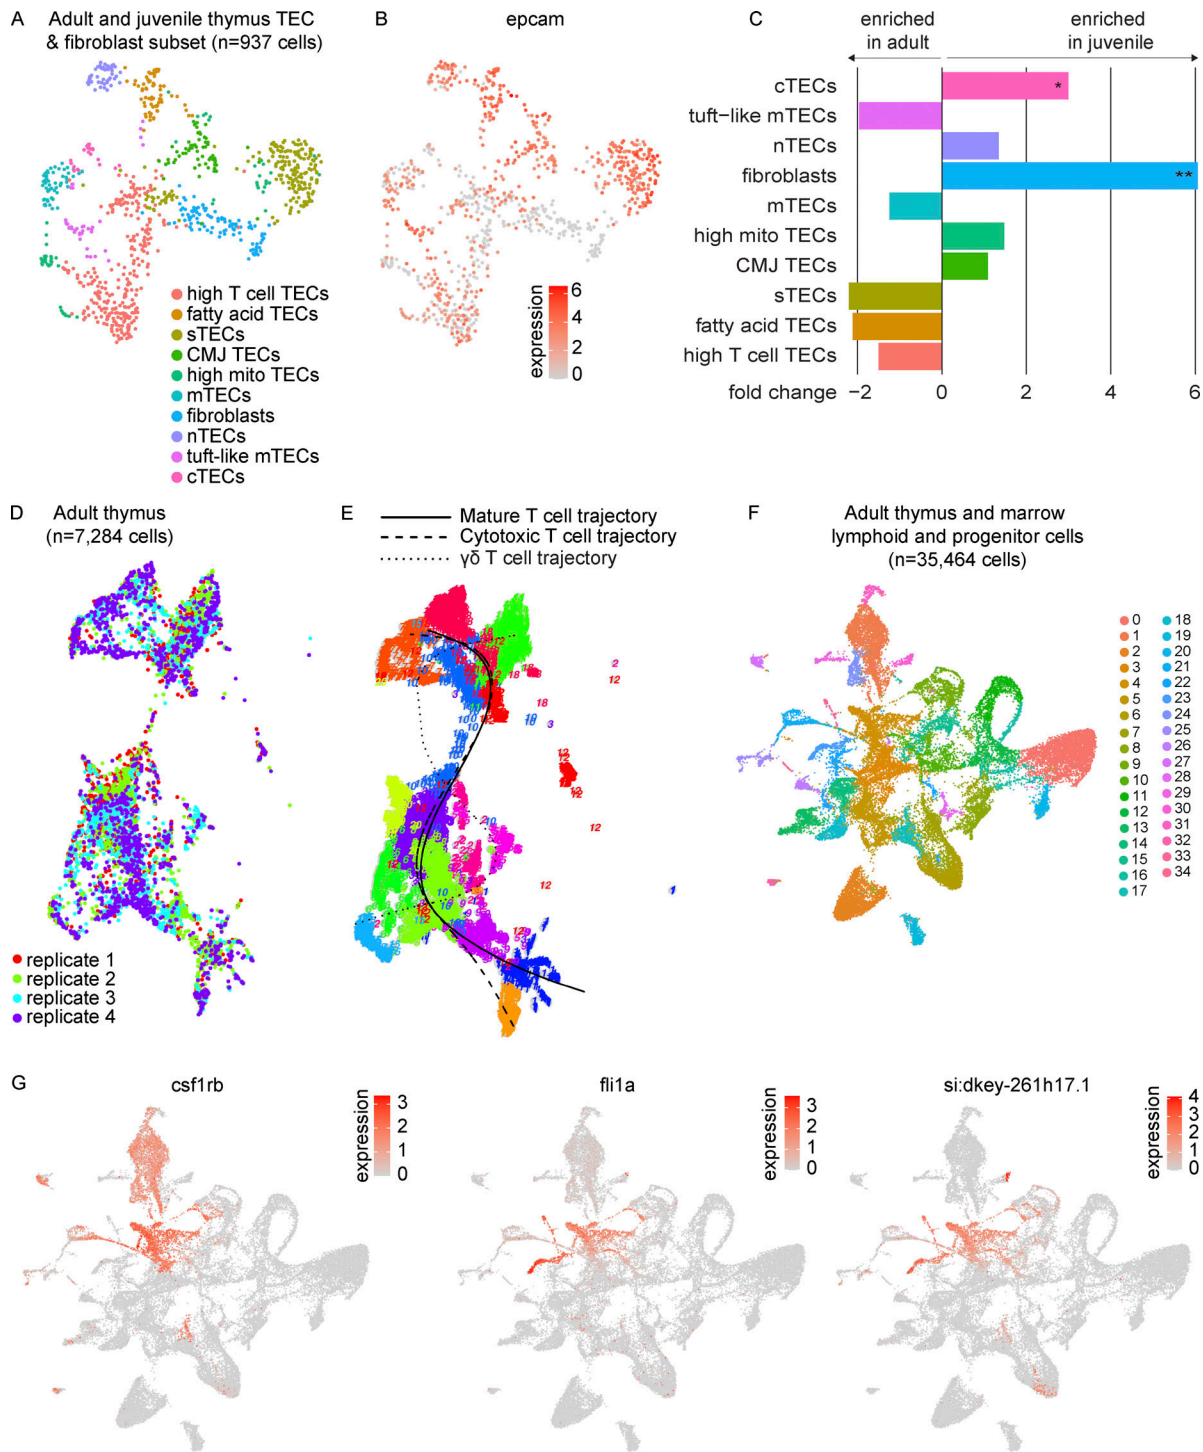 A
Adult and juvenile thymus TEC
& fibroblast subset (n=937 cells)
high T cell TECs
fatty acid TECs
sTECs
CMJ TECs
high mito TECs
mTECs
fibroblasts
nTECs
tuft-like mTECs
cTECs
B
epcam
expression
6
4
2
0
C
enriched
in adult
enriched
in juvenile
cTECs
*
tuft−like mTECs
nTECs
fibroblasts
**
mTECs
high mito TECs
CMJ TECs
sTECs
fatty acid TECs
high T cell TECs
fold change
−2 0 2 4 6
D
Adult thymus
(n=7,284 cells)
replicate 1
replicate 2
replicate 3
replicate 4
E
Mature T cell trajectory
Cytotoxic T cell trajectory
γδ T cell trajectory
F
Adult thymus and marrow
lymphoid and progenitor cells
(n=35,464 cells)
0
1
2
3
4
5
6
7
8
9
10
11
12
13
14
15
16
17
18
19
20
21
22
23
24
25
26
27
28
29
30
31
32
33
34
G
csf1rb
expression
3
2
1
0
fli1a
expression
3
2
1
0
si:dkey-261h17.1
expression
4
3
2
1
0